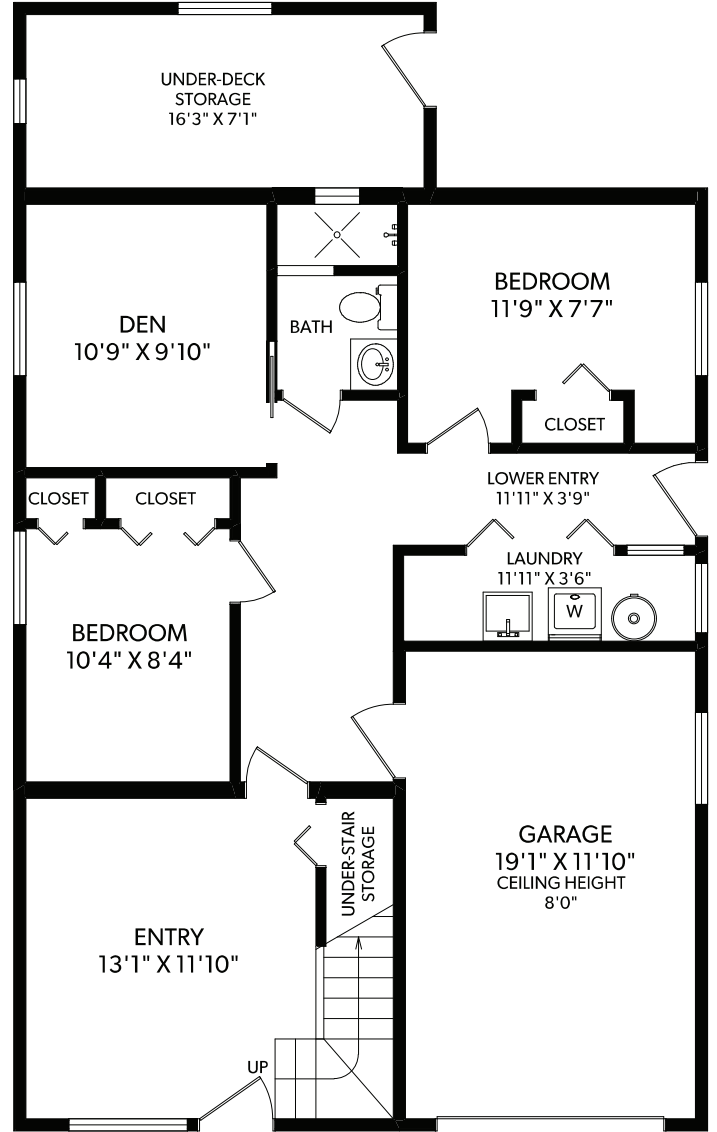 UNDER-DECK
STORAGE
16'3" X 7'1"
BEDROOM
11'9" X 7'7"
DEN
10'9" X 9'10"
BATH
CLOSET
LOWER ENTRY
11'11" X 3'9"
CLOSET
CLOSET
LAUNDRY
11'11" X 3'6"
W
BEDROOM
10'4" X 8'4"
UNDER-STAIR
STORAGE
GARAGE
19'1" X 11'10"
CEILING HEIGHT
8'0"
ENTRY
13'1" X 11'10"
UP